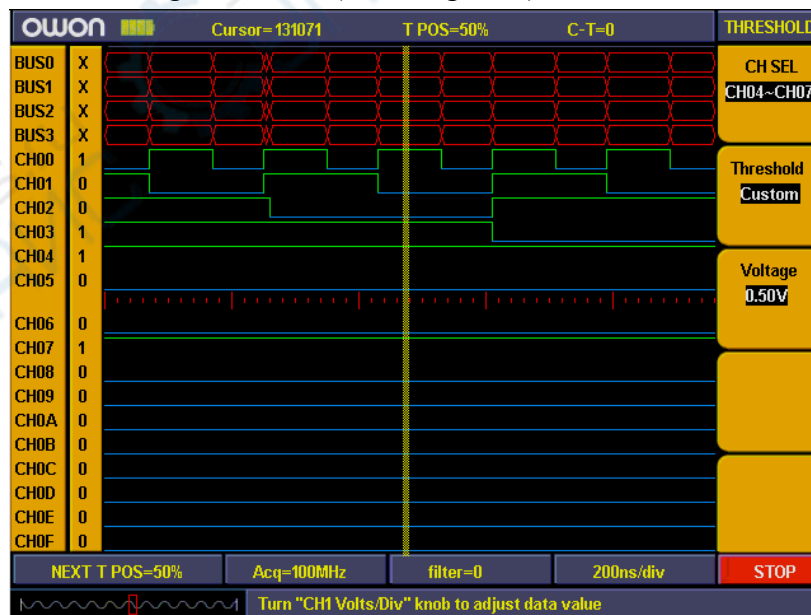 OWON Cursor=131071 T POS=50% C-T=0 THRESHOLD
BUS0 X
BUS1 X
BUS2 X
BUS3 X
CH00 1
CH01 0
CH02 0
CH03 1
CH04 1
CH05 0
CH06 0
CH07 1
CH08 0
CH09 0
CH0A 0
CH0B 0
CH0C 0
CH0D 0
CH0E 0
CH0F 0
CH SEL
CH04~CH07
Threshold
Custom
Voltage
0.50V
NEXT T POS=50% Acq=100MHz filter=0 200ns/div STOP
Turn "CH1 Volts/Div" knob to adjust data value